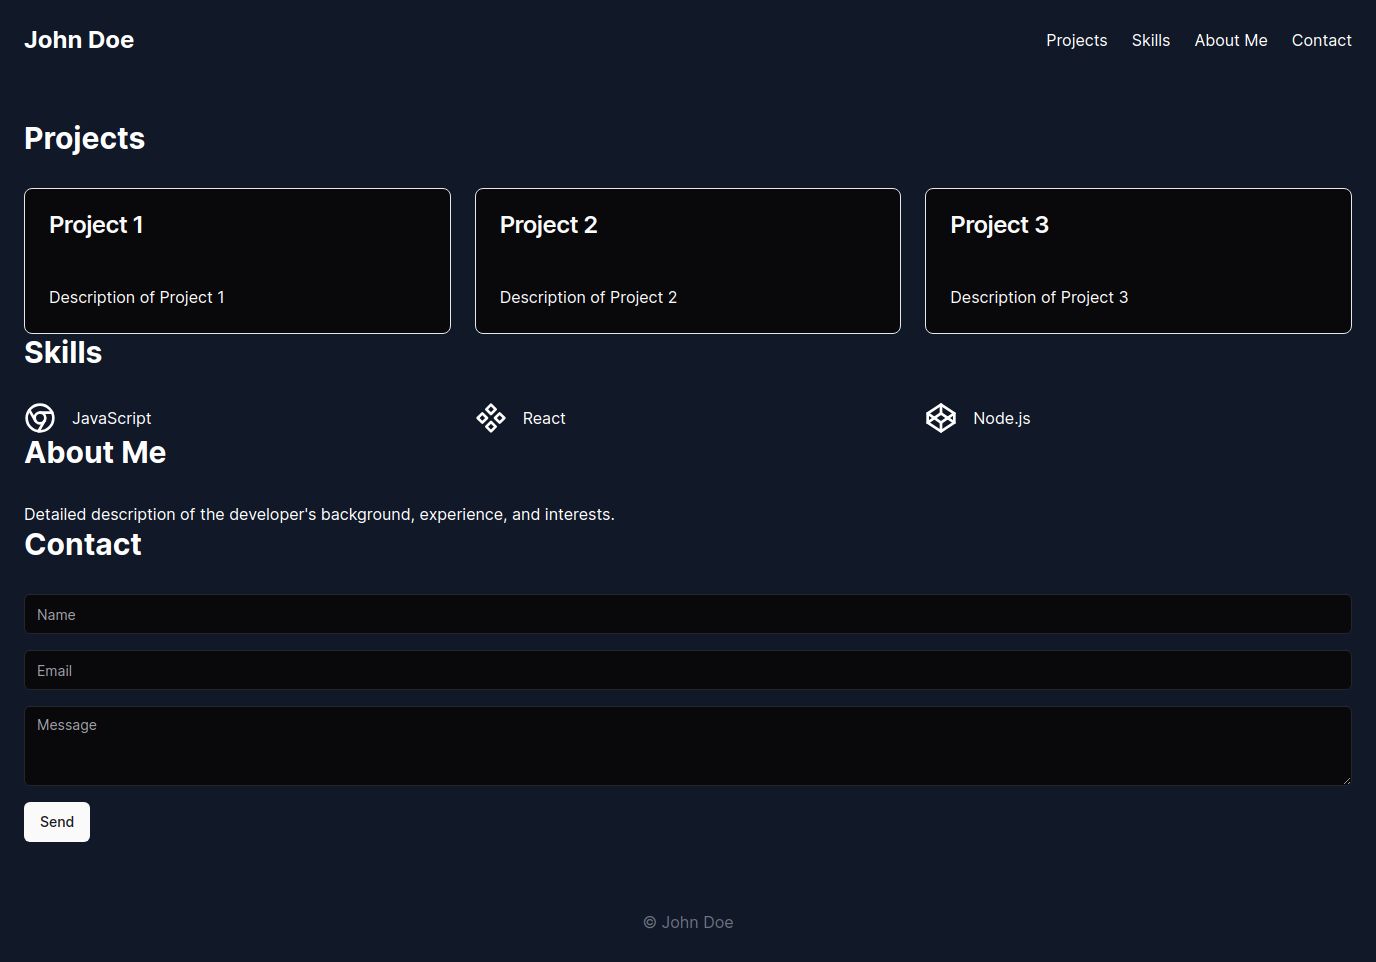 John Doe
Projects Skills About Me Contact
Projects
Project 1
Description of Project 1
Project 2
Description of Project 2
Project 3
Description of Project 3
Skills
JavaScript
React
Node.js
About Me
Detailed description of the developer's background, experience, and interests.
Contact
Name
Email
Message
Send
© John Doe